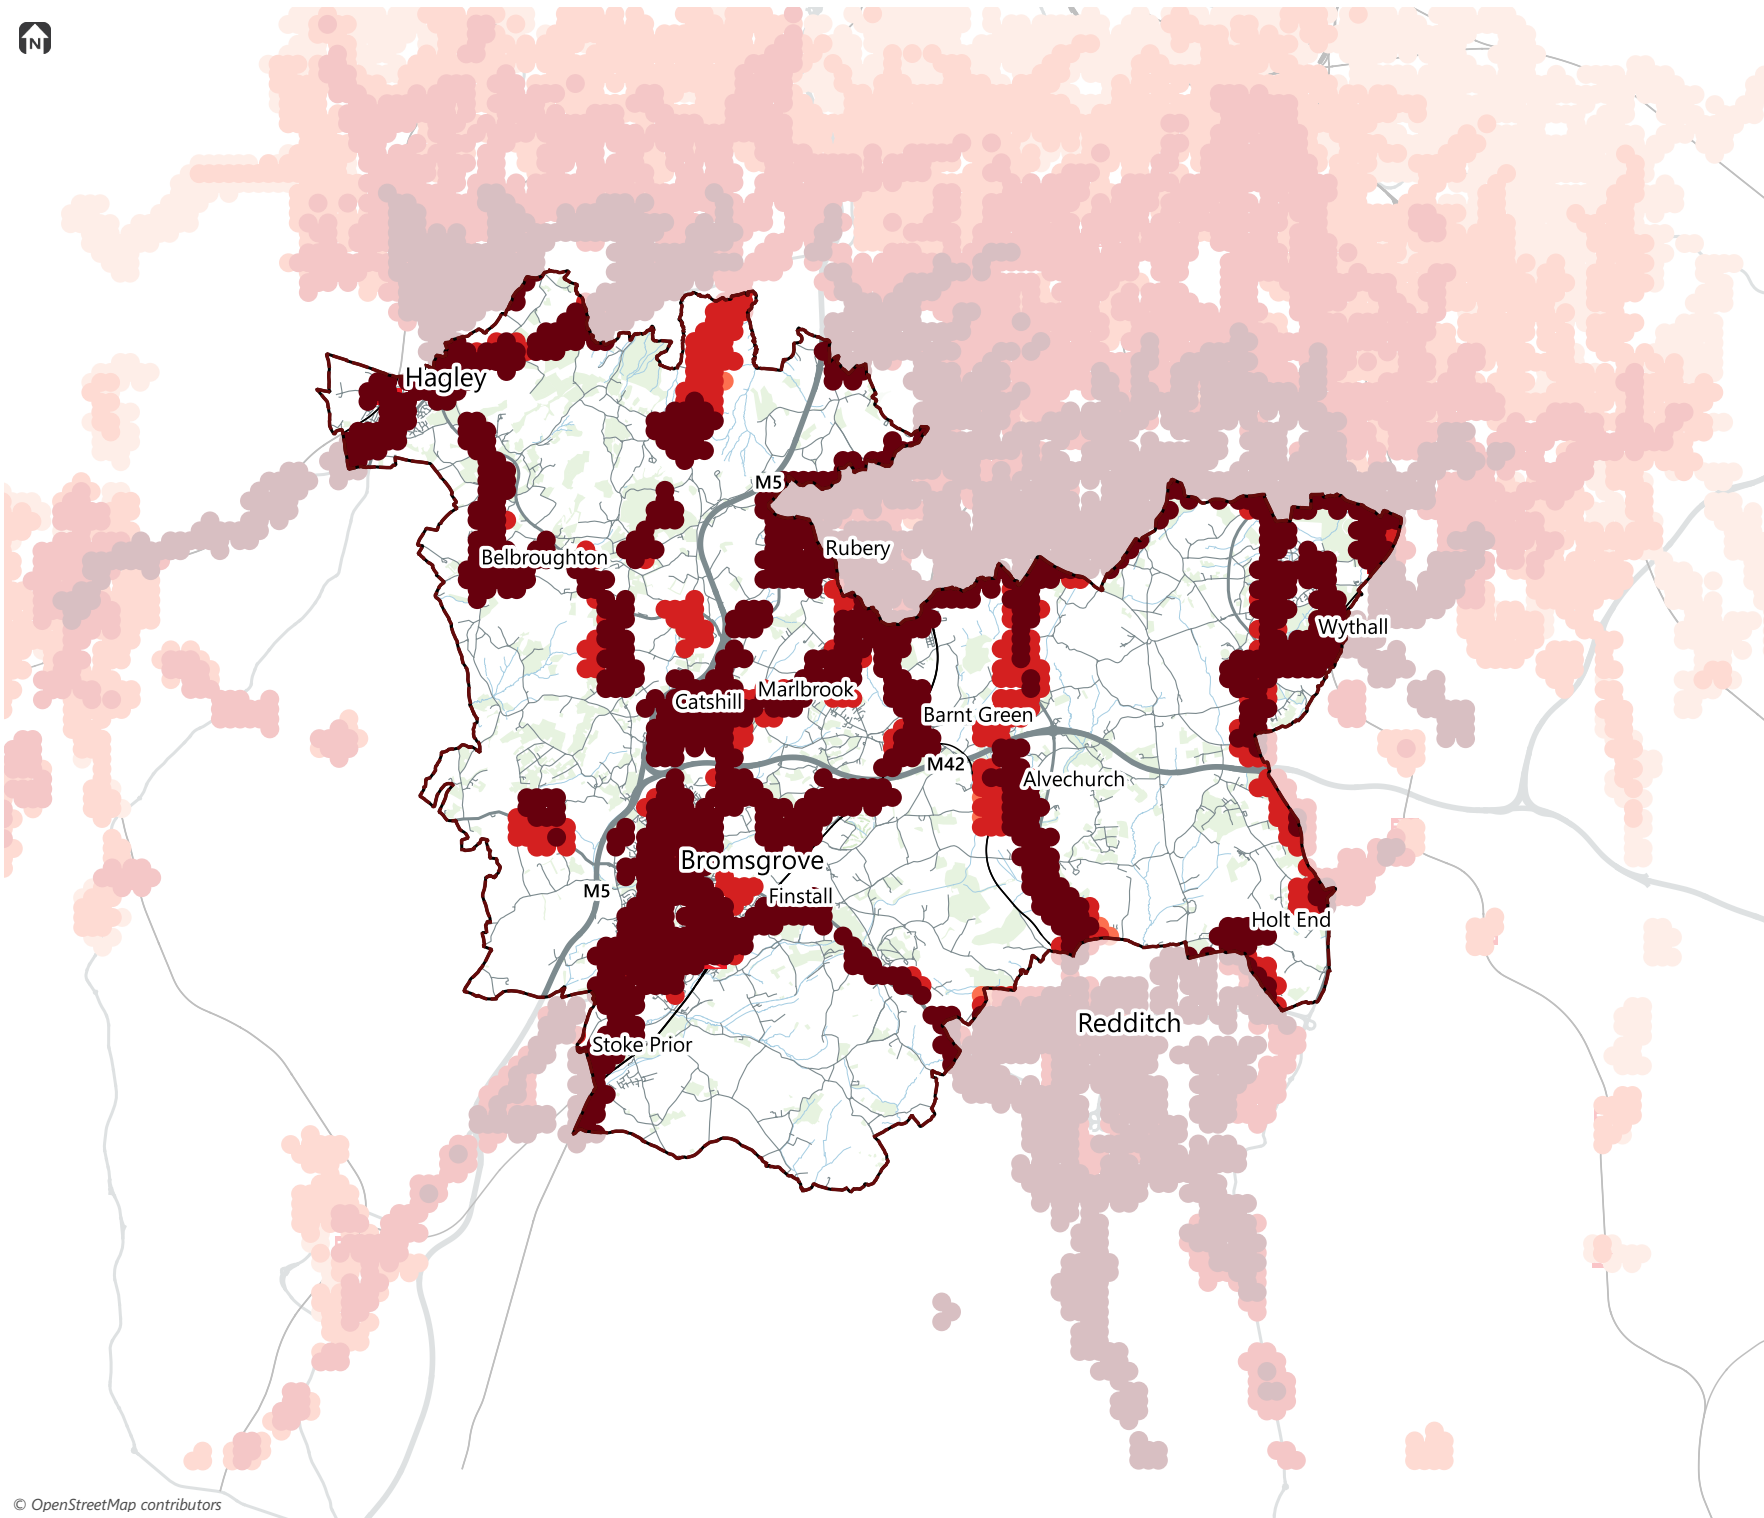 N
Hagley
M5
Rubery
Belbroughton
Wythall
Marlbrook
Catshill
Barnt Green
M42
Alvechurch
Bromsgrove
M5
Finstall
Holt End
Redditch
Stoke Prior
© OpenStreetMap contributors